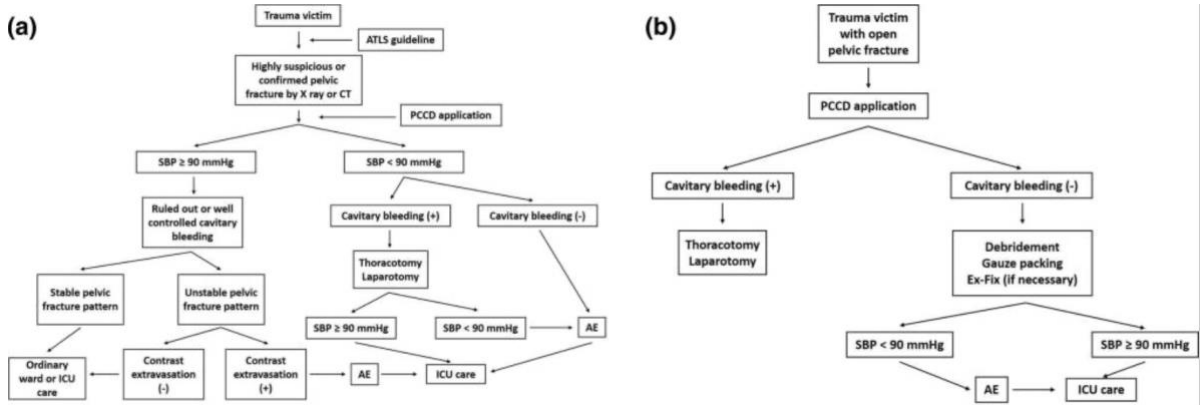 (a)
Trauma victim
ATLS guideline
Highly suspicious or
confirmed pelvic
fracture by X ray or CT
PCCD application
SBP ≥ 90 mmHg
SBP < 90 mmHg
Ruled out or well
controlled cavitary
bleeding
Cavitary bleeding (+)
Cavitary bleeding (-)
Thoracotomy
Laparotomy
Stable pelvic
fracture pattern
Unstable pelvic
fracture pattern
SBP ≥ 90 mmHg
SBP < 90 mmHg
AE
Ordinary
ward or ICU
care
Contrast
extravasation
(-)
Contrast
extravasation
(+)
AE
ICU care
(b)
Trauma victim
with open
pelvic fracture
PCCD application
Cavitary bleeding (+)
Cavitary bleeding (-)
Thoracotomy
Laparotomy
Debridement
Gauze packing
Ex-Fix (if necessary)
SBP < 90 mmHg
SBP ≥ 90 mmHg
AE
ICU care